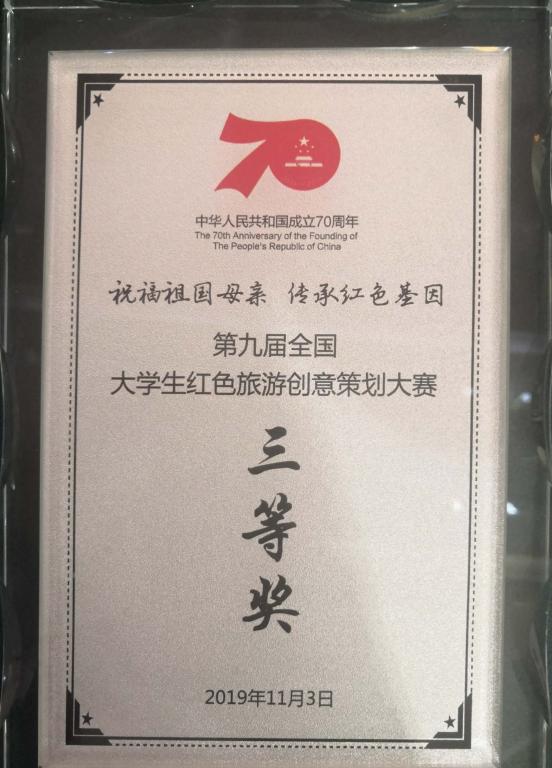 70
中华人民共和国成立70周年
The 70th Anniversary of the Founding of
The People's Republic of China
祝福祖国母亲 传承红色基因
第九届全国
大学生红色旅游创意策划大赛
三等奖
2019年11月3日